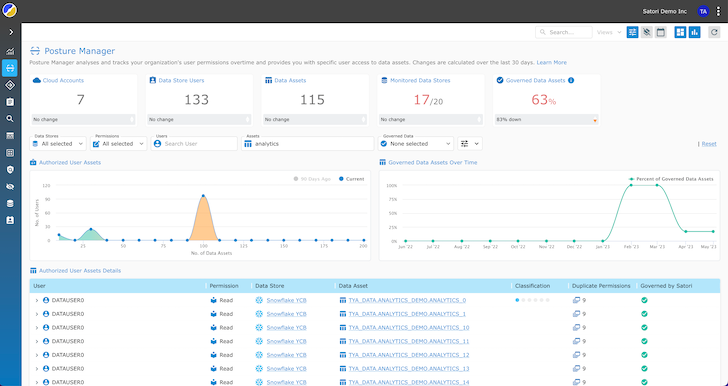 Satori Demo Inc TA
Search... Views
Posture Manager
Posture Manager analyses and tracks your organization's user permissions overtime and provides you with specific user access to data assets. Changes are calculated over the last 30 days. Learn More
Cloud Accounts Data Store Users Data Assets Monitored Data Stores Governed Data Assets
7 133 115 17/20 63%
No change No change No change No change 83% down
Data Stores Permissions Users Assets Governed Data
All selected All selected Search User analytics None selected Reset
Authorized User Assets Governed Data Assets Over Time
90 Days Ago Current
No. of Users
120
90
60
30
0
25 50 75 100 125 150 175 200
No. of Data Assets
Percent of Governed Data Assets
100%
75%
50%
25%
0%
Jun '22 Jul '22 Aug '22 Sep '22 Oct '22 Nov '22 Dec '22 Jan '23 Feb '23 Mar '23 Apr '23 May '23
Authorized User Assets Details
User Permission Data Store Data Asset Classification Duplicate Permissions Governed by Satori
DATAUSER0 Read Snowflake YCB TYA_DATA.ANALYTICS_DEMO.ANALYTICS_0 9
DATAUSER0 Read Snowflake YCB TYA_DATA.ANALYTICS_DEMO.ANALYTICS_1 9
DATAUSER0 Read Snowflake YCB TYA_DATA.ANALYTICS_DEMO.ANALYTICS_10 9
DATAUSER0 Read Snowflake YCB TYA_DATA.ANALYTICS_DEMO.ANALYTICS_11 9
DATAUSER0 Read Snowflake YCB TYA_DATA.ANALYTICS_DEMO.ANALYTICS_12 9
DATAUSER0 Read Snowflake YCB TYA_DATA.ANALYTICS_DEMO.ANALYTICS_13 9
DATAUSER0 Read Snowflake YCB TYA_DATA.ANALYTICS_DEMO.ANALYTICS_14 9